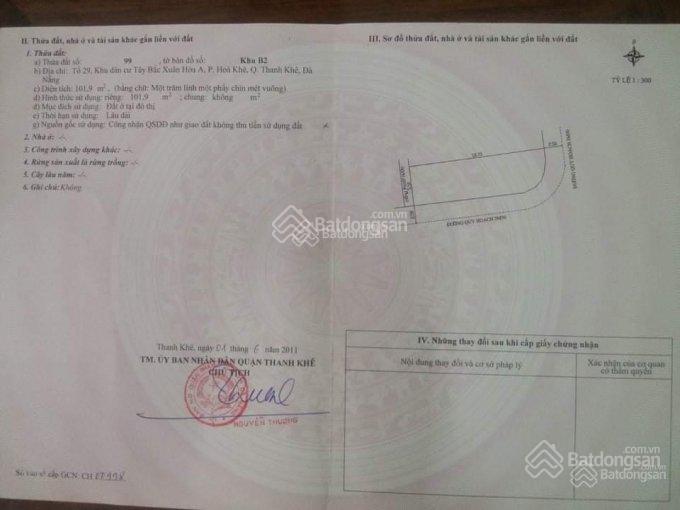 II. Thửa đất, nhà ở và tài sản khác gắn liền với đất
1. Thửa đất:
a) Thửa đất số: 99 , tờ bản đồ số: Khu B2
b) Địa chỉ: Tổ 29, Khu dân cư Tây Bắc Xuân Hòa A, P. Hoà Khê, Q. Thanh Khê, Đà
Nẵng
c) Diện tích: 101,9 m², (bằng chữ: Một trăm linh một phẩy chín mét vuông)
d) Hình thức sử dụng: riêng: 101,9 m²; chung: không m²
đ) Mục đích sử dụng: Đất ở tại đô thị
e) Thời hạn sử dụng: Lâu dài
g) Nguồn gốc sử dụng: Công nhận QSDĐ như giao đất không thu tiền sử dụng đất
2. Nhà ở: -/-
3. Công trình xây dựng khác: -/-
4. Rừng sản xuất là rừng trồng: -/-
5. Cây lâu năm: -/-
6. Ghi chú: Không
Thanh Khê, ngày 01 tháng 6 năm 2011
TM. ỦY BAN NHÂN DÂN QUẬN THANH KHÊ
CHỦ TỊCH
NGUYỄN THƯƠNG
Số vào sổ cấp GCN: CH
III. Sơ đồ thửa đất, nhà ở và tài sản khác gắn liền với đất
TỶ LỆ 1 : 300
ĐƯỜNG QUY HOẠCH
ĐƯỜNG QUY HOẠCH
IV. Những thay đổi sau khi cấp giấy chứng nhận
Nội dung thay đổi và cơ sở pháp lý
Xác nhận của cơ quan
có thẩm quyền
Batdongsan
.com.vn
Batdongsan
.com.vn
Batdongsan
.com.vn